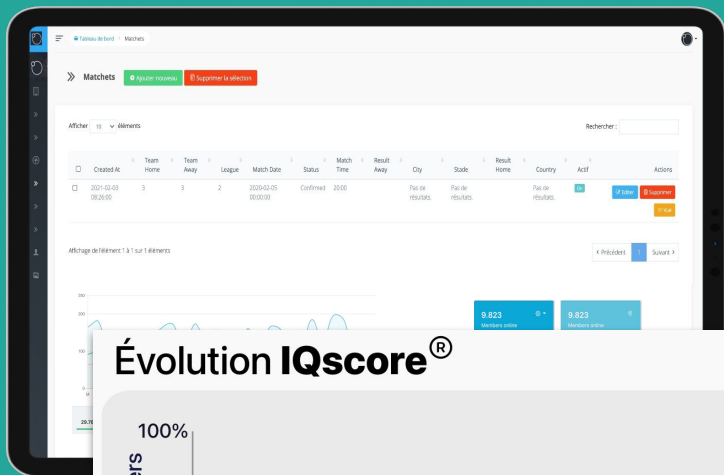 Tableau de bord
Matchets
Matchets
Ajouter nouveau
Supprimer la sélection
Afficher 10 éléments
Rechercher :
Created At
Team Home
Team Away
League
Match Date
Status
Match Time
Result Away
City
Stade
Result Home
Country
Actif
Actions
2021-02-03 08:26:00
3
3
2
2020-02-05 00:00:00
Confirmed
20:00
Pas de résultats.
Pas de résultats.
Pas de résultats.
Editer
Supprimer
Affichage de l'élément 1 à 1 sur 1 éléments
Précédent
1
Suivant
200
100
0
9.823
Members online
9.823
Members online
Évolution IQscore®
100%